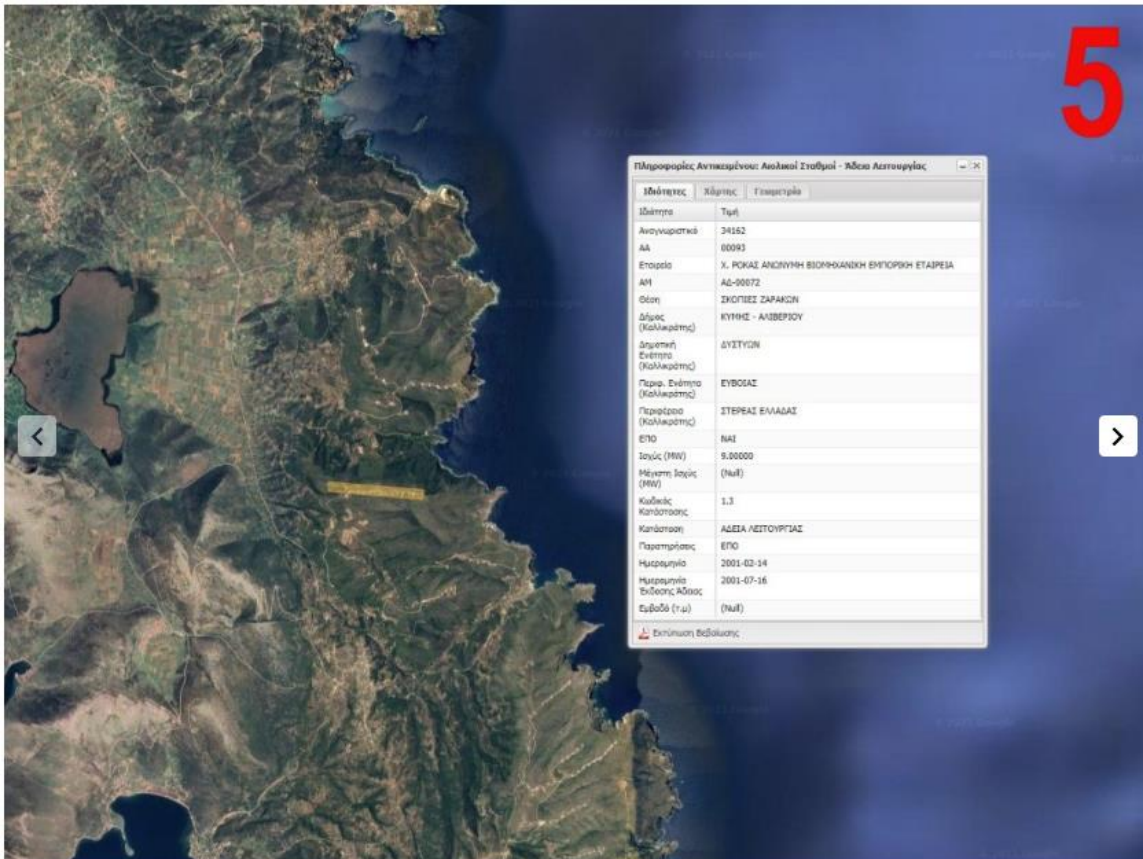 5
Πληροφορίες Αντικειμένου: Αιολικοί Σταθμοί - Άδεια Λειτουργίας
Ιδιότητες Χάρτης Γεωμετρία
Ιδιότητα Τιμή
Αναγνωριστικό 34162
ΑΑ 00093
Εταιρεία Χ. ΡΟΚΑΣ ΑΝΩΝΥΜΗ ΒΙΟΜΗΧΑΝΙΚΗ ΕΜΠΟΡΙΚΗ ΕΤΑΙΡΕΙΑ
ΑΜ ΑΔ-00072
Θέση ΣΚΟΠΙΕΣ ΖΑΡΑΚΩΝ
Δήμος ΚΥΜΗΣ - ΑΛΙΒΕΡΙΟΥ
(Καλλικράτης)
Δημοτική ΔΥΣΤΥΩΝ
Ενότητα
(Καλλικράτης)
Περιφ. Ενότητα ΕΥΒΟΙΑΣ
(Καλλικράτης)
Περιφέρεια ΣΤΕΡΕΑΣ ΕΛΛΑΔΑΣ
(Καλλικράτης)
ΕΠΟ ΝΑΙ
Ισχύς (MW) 9.00000
Μέγιστη Ισχύς (Null)
(MW)
Κωδικός 1.3
Κατάστασης
Κατάσταση ΑΔΕΙΑ ΛΕΙΤΟΥΡΓΙΑΣ
Παρατηρήσεις ΕΠΟ
Ημερομηνία 2001-02-14
Ημερομηνία 2001-07-16
Έκδοσης Άδειας
Εμβαδό (τ.μ) (Null)
Εκτύπωση Βεβαίωσης